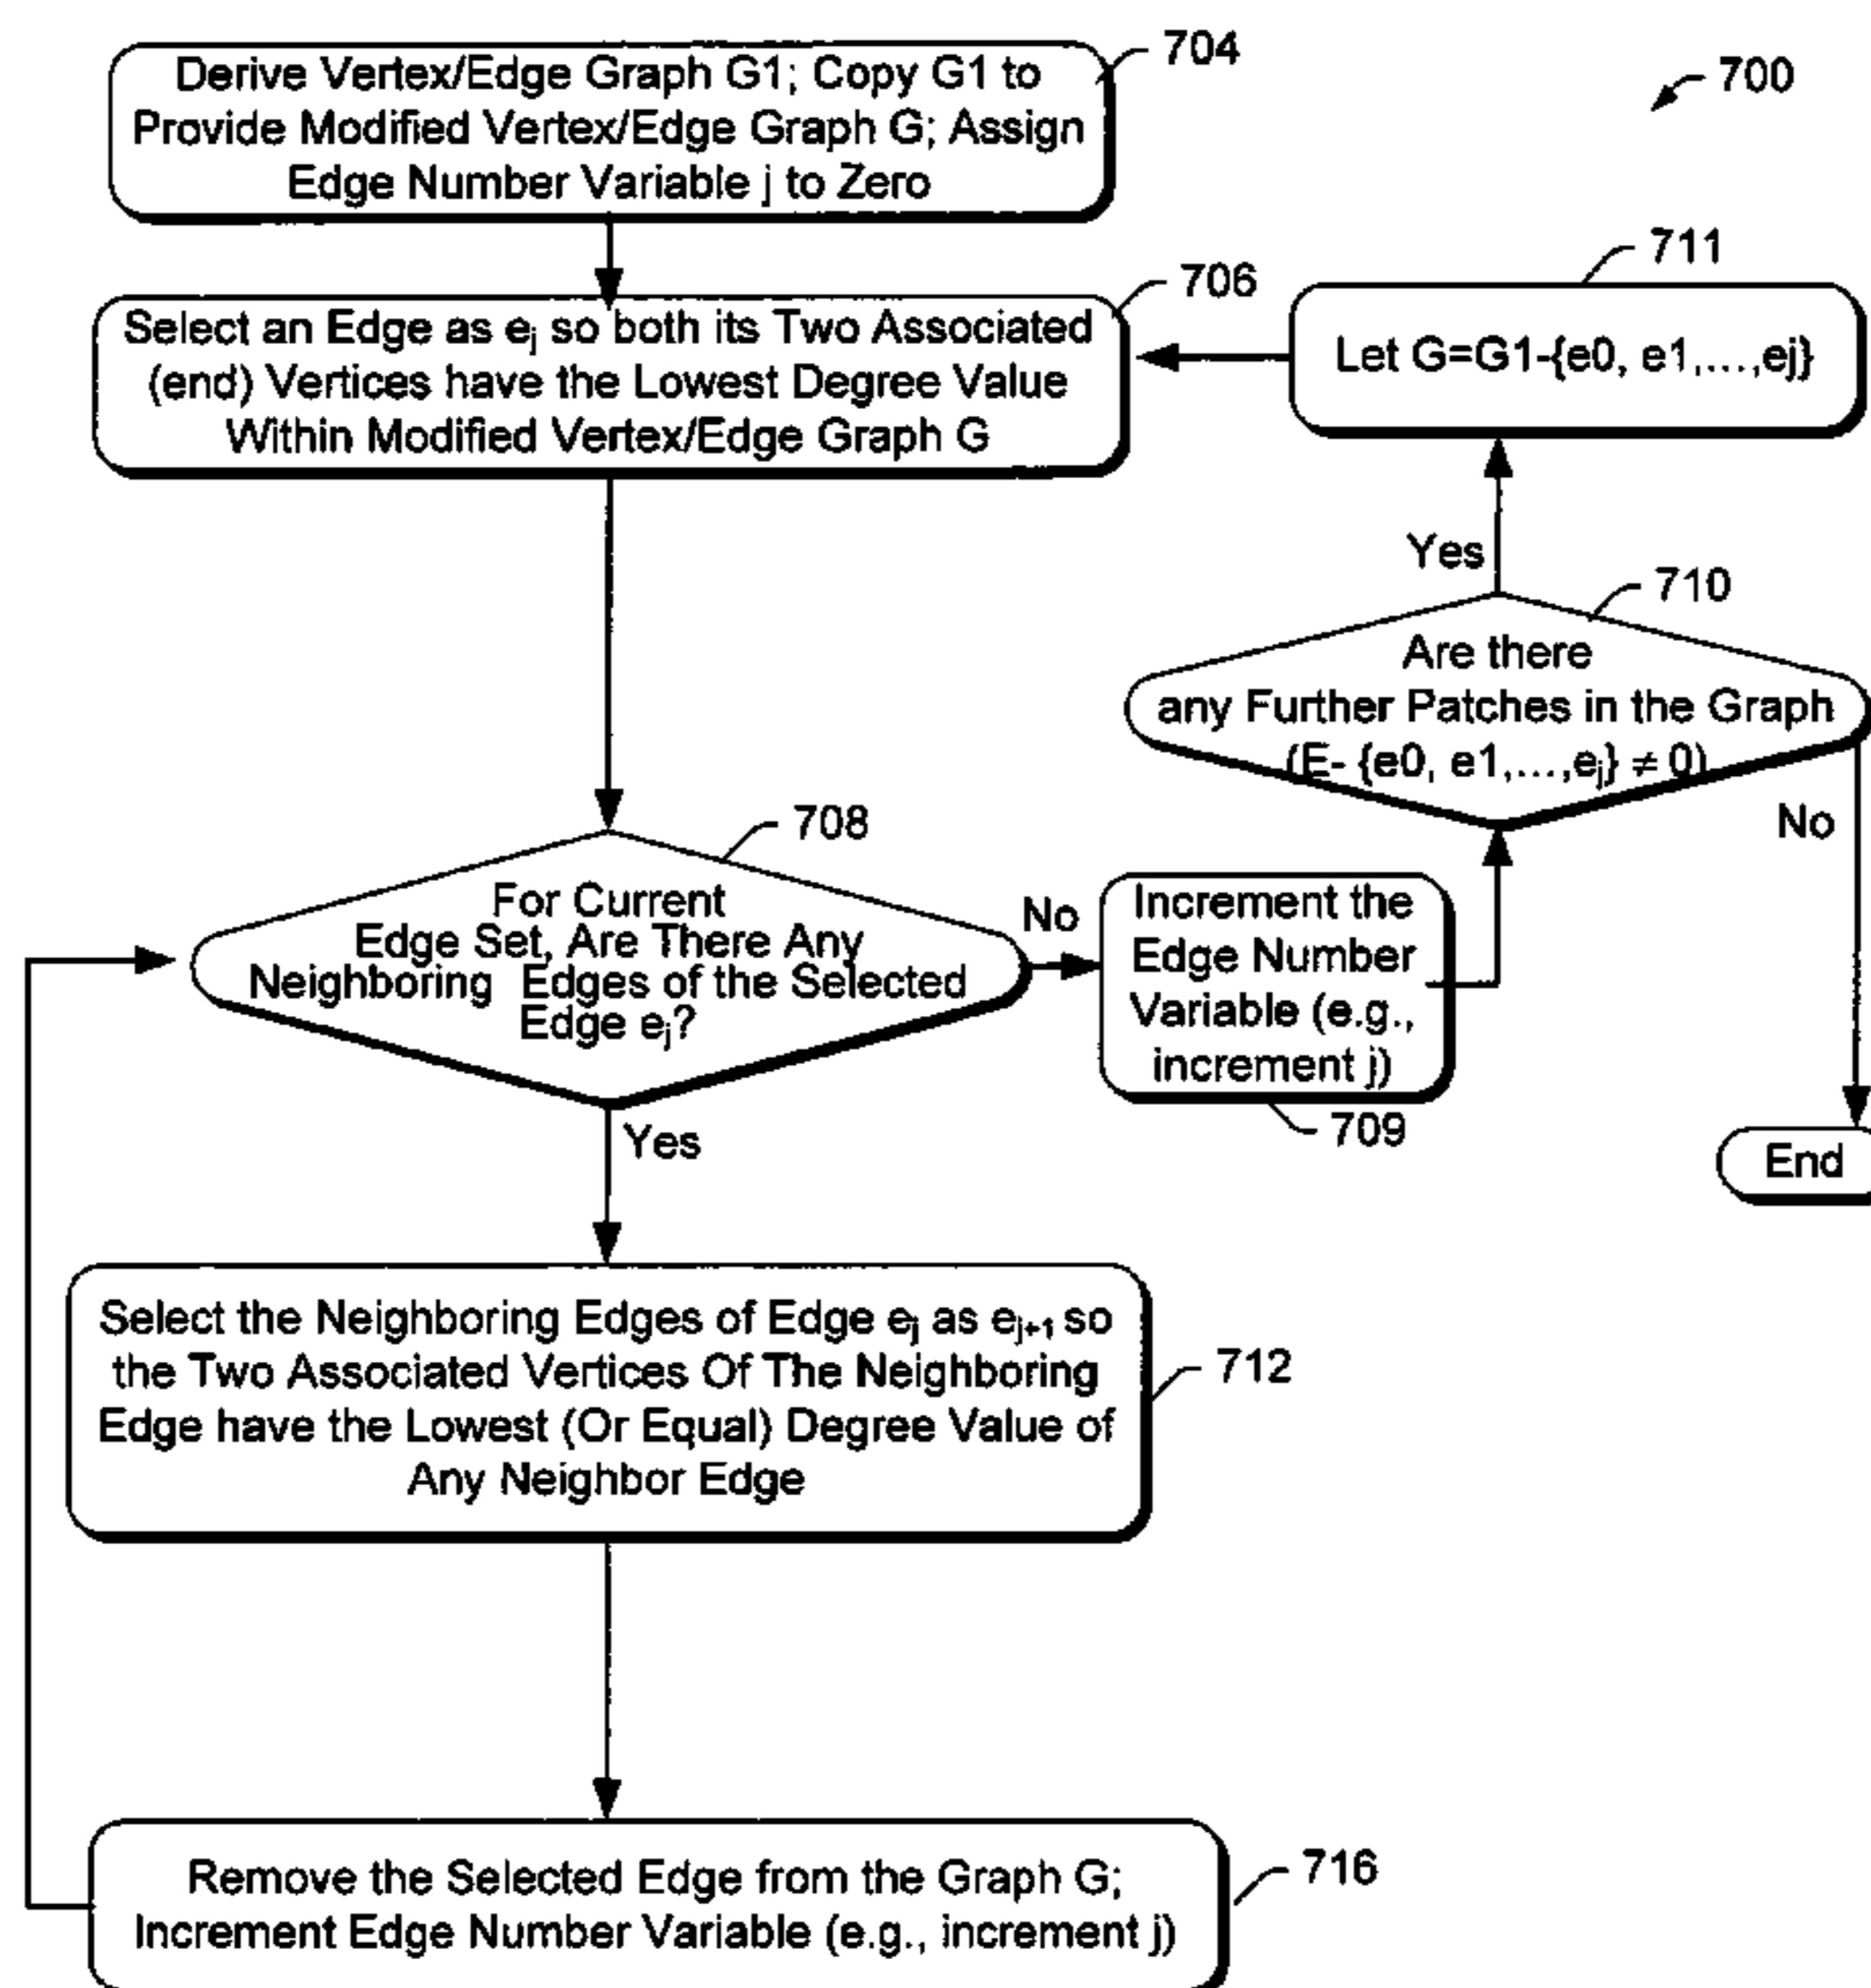 704
700
Derive Vertex/Edge Graph G1; Copy G1 to
Provide Modified Vertex/Edge Graph G; Assign
Edge Number Variable j to Zero
711
706
Select an Edge as ej so both its Two Associated
(end) Vertices have the Lowest Degree Value
Within Modified Vertex/Edge Graph G
Let G=G1-{e0, e1,...,ej}
Yes
710
Are there
any Further Patches in the Graph
(E- {e0, e1,...,ej} ≠ 0)
No
708
For Current
Edge Set, Are There Any
Neighboring Edges of the Selected
Edge ej?
No
Increment the
Edge Number
Variable (e.g.,
increment j)
709
Yes
End
Select the Neighboring Edges of Edge ej as ej+1 so
the Two Associated Vertices Of The Neighboring
Edge have the Lowest (Or Equal) Degree Value of
Any Neighbor Edge
712
Remove the Selected Edge from the Graph G;
Increment Edge Number Variable (e.g., increment j)
716